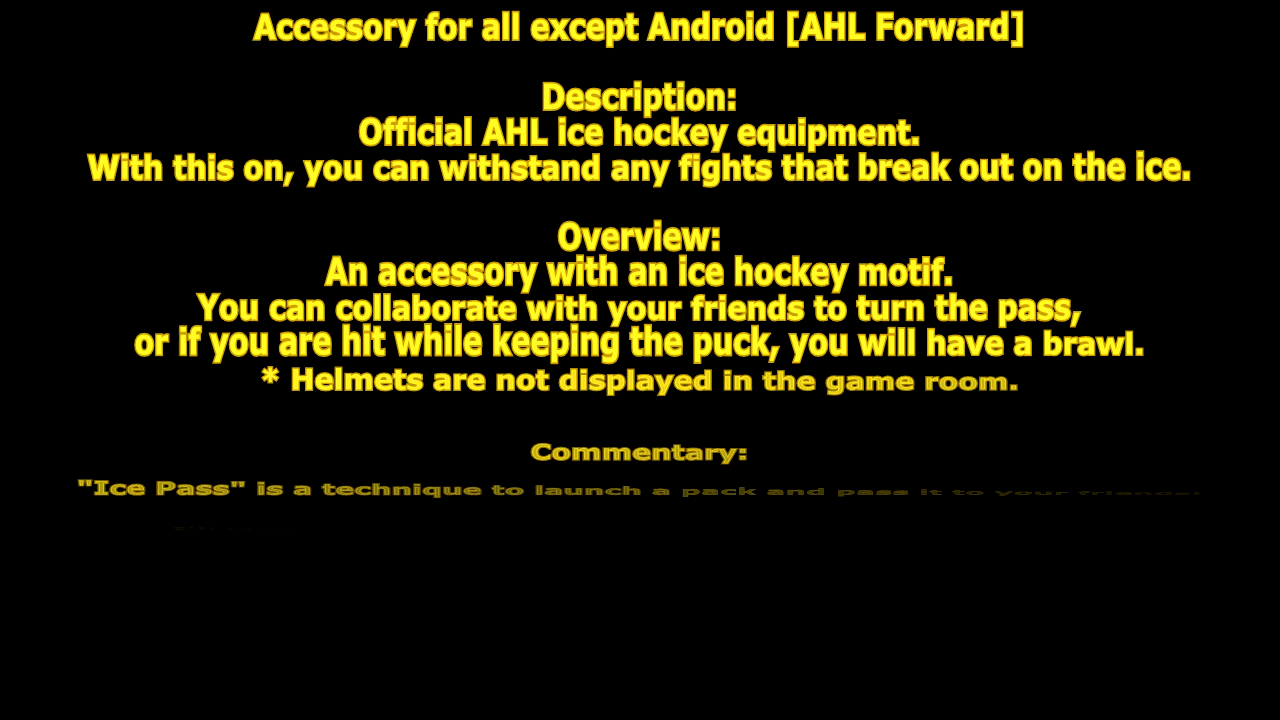 Accessory for all except Android [AHL Forward]
Description:
Official AHL ice hockey equipment.
With this on, you can withstand any fights that break out on the ice.
Overview:
An accessory with an ice hockey motif.
You can collaborate with your friends to turn the pass,
or if you are hit while keeping the puck, you will have a brawl.
* Helmets are not displayed in the game room.
Commentary:
"Ice Pass" is a technique to launch a pack and pass it to your friends.